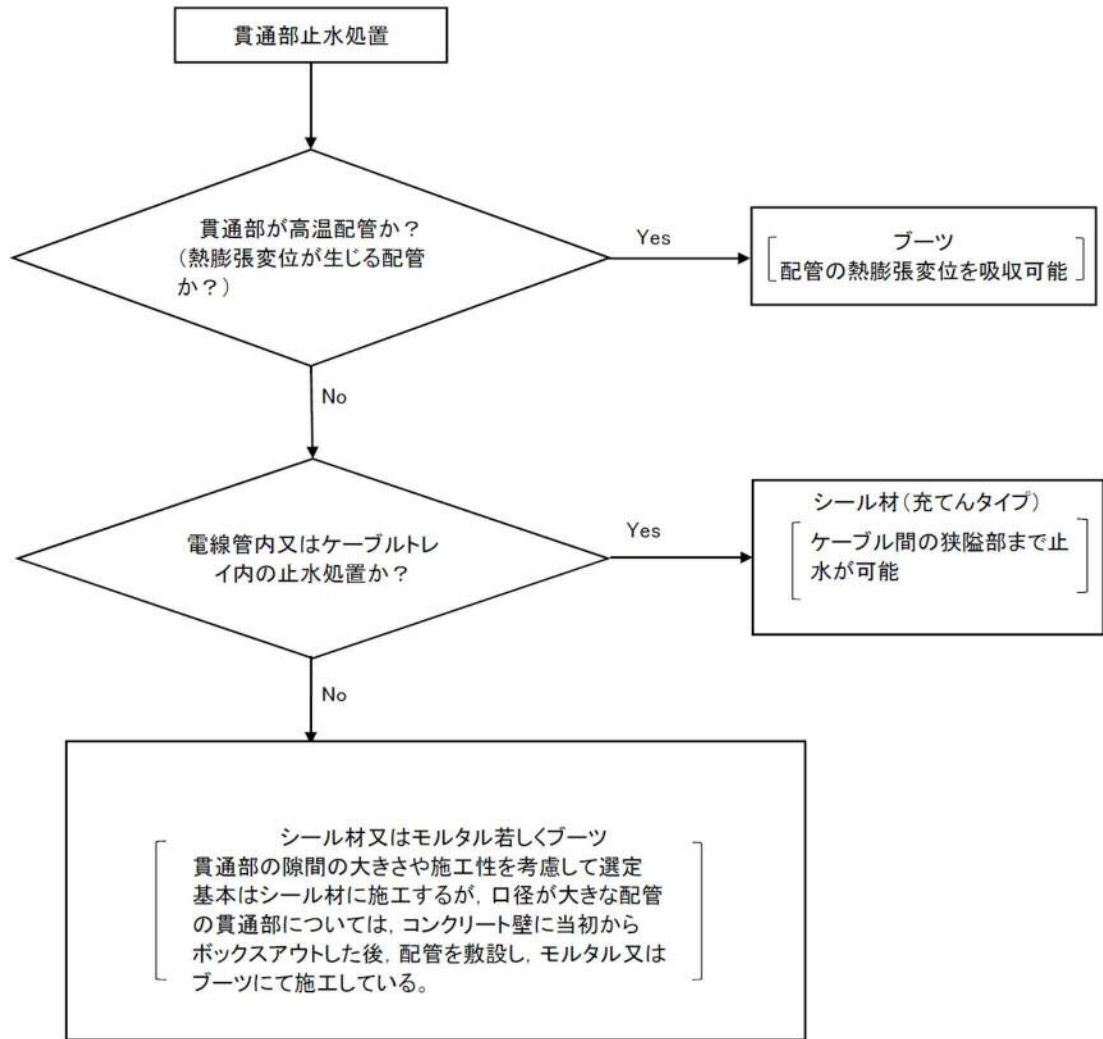 貫通部止水処置
貫通部が高温配管か？
（熱膨張変位が生じる配管
か？）
Yes
ブーツ
配管の熱膨張変位を吸収可能
No
電線管内又はケーブルトレ
イ内の止水処置か？
Yes
シール材（充てんタイプ）
ケーブル間の狭隘部まで止
水が可能
No
シール材又はモルタル若しくブーツ
貫通部の隙間の大きさや施工性を考慮して選定
基本はシール材に施工するが，口径が大きな配管
の貫通部については，コンクリート壁に当初から
ボックスアウトした後，配管を敷設し，モルタル又は
ブーツにて施工している。